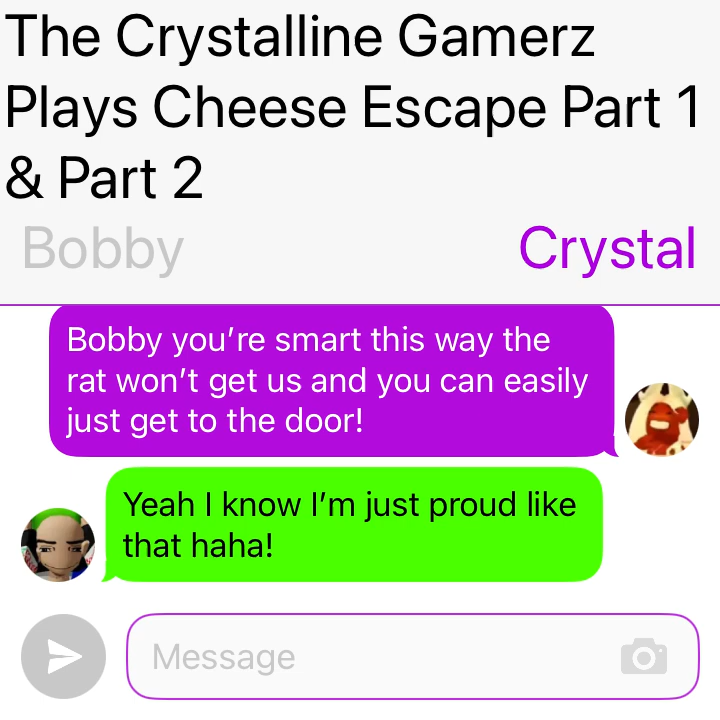 The Crystalline Gamerz
Plays Cheese Escape Part 1
& Part 2
Bobby
Crystal
Bobby you’re smart this way the
rat won’t get us and you can easily
just get to the door!
Yeah I know I’m just proud like
that haha!
Message